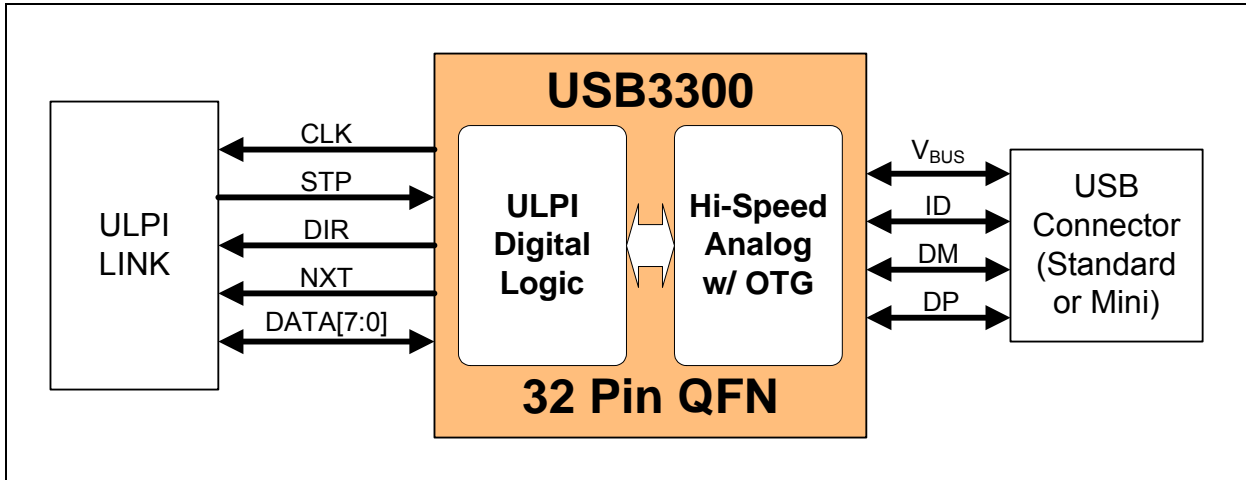 USB3300
ULPI
LINK
CLK
STP
DIR
NXT
DATA[7:0]
ULPI
Digital
Logic
Hi-Speed
Analog
w/ OTG
VBUS
ID
DM
DP
USB
Connector
(Standard
or Mini)
32 Pin QFN